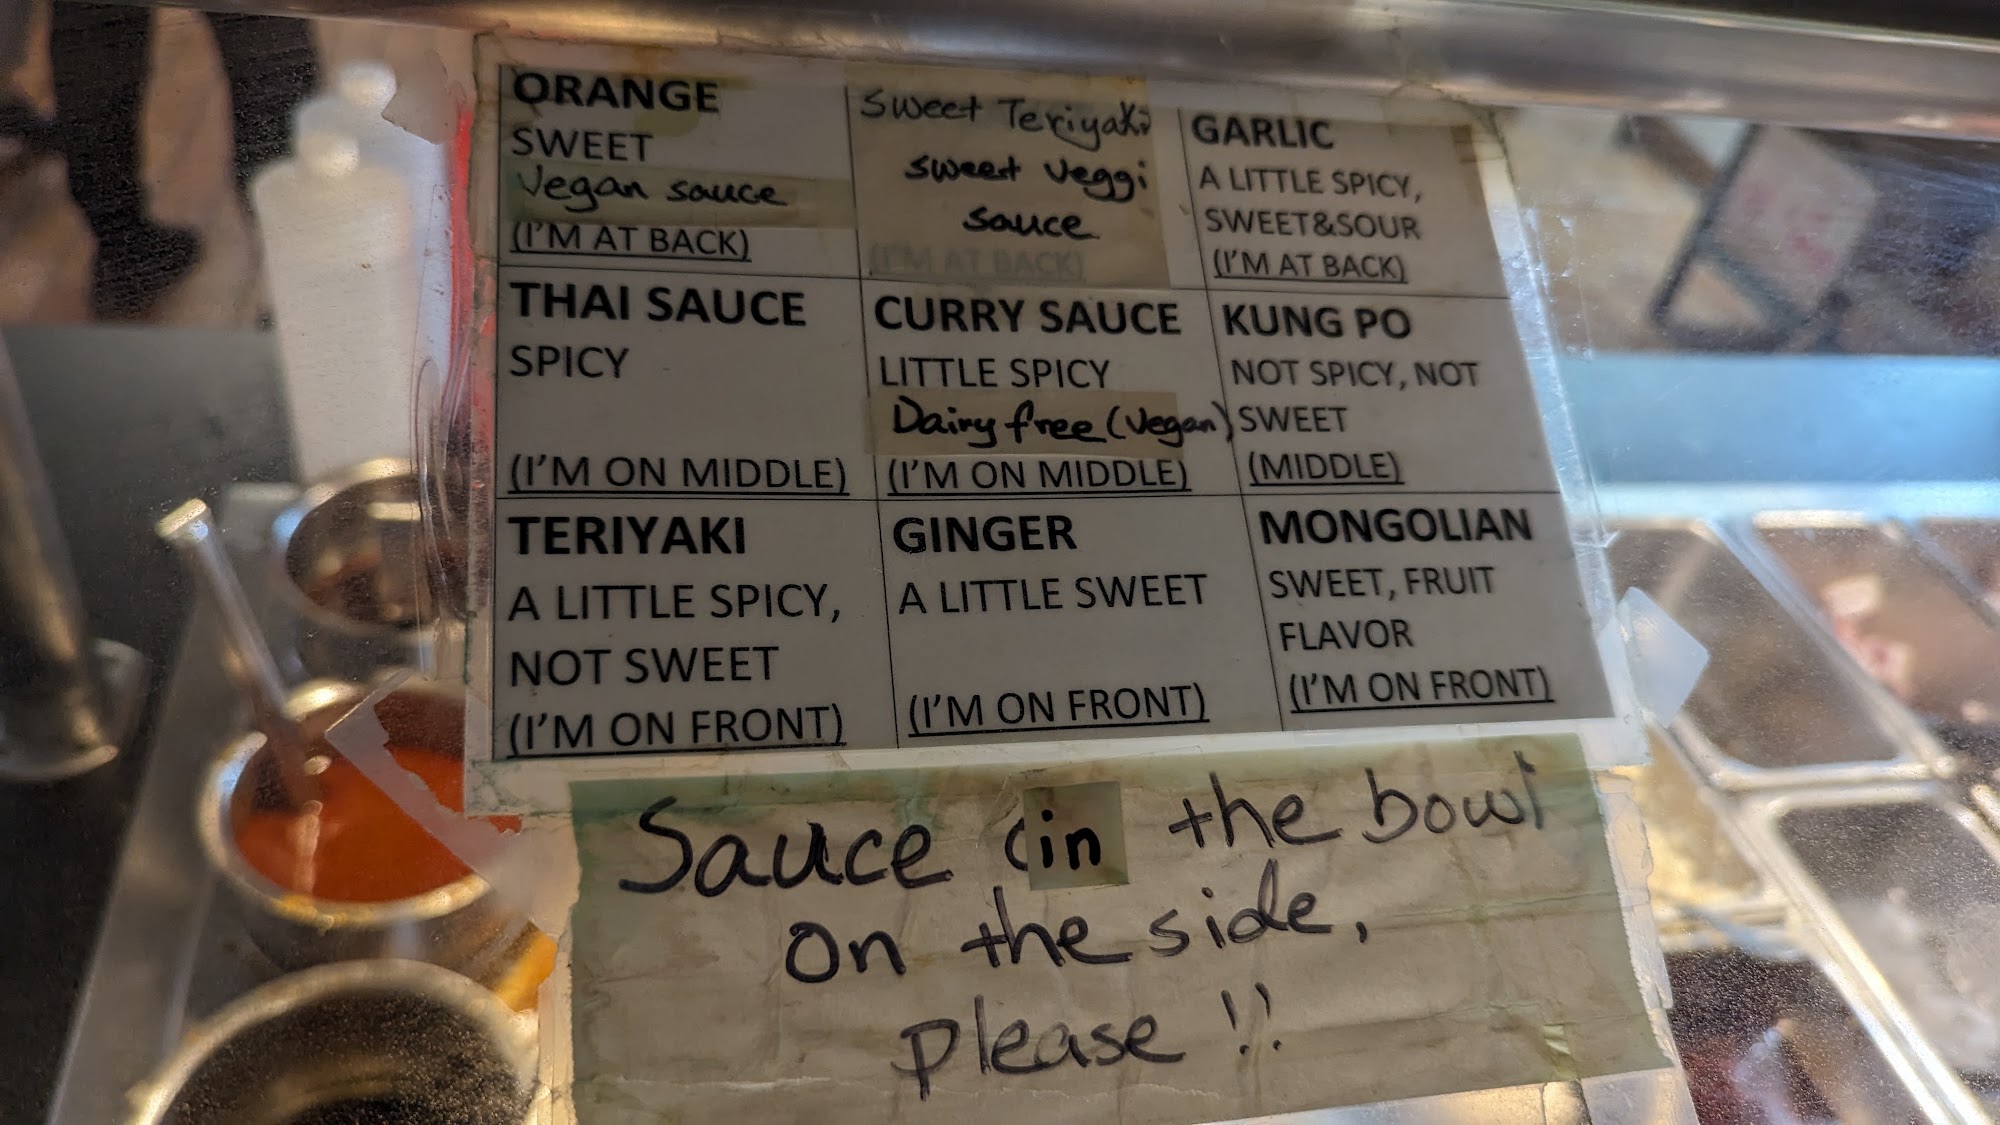 ORANGE
SWEET
Vegan sauce
(I'M AT BACK)
Sweet Teriyaki
sweet veggi
sauce
(I'M AT BACK)
GARLIC
A LITTLE SPICY,
SWEET&SOUR
(I'M AT BACK)
THAI SAUCE
SPICY
(I'M ON MIDDLE)
CURRY SAUCE
LITTLE SPICY
Dairy free (vegan)
(I'M ON MIDDLE)
KUNG PO
NOT SPICY, NOT
SWEET
(MIDDLE)
TERIYAKI
A LITTLE SPICY,
NOT SWEET
(I'M ON FRONT)
GINGER
A LITTLE SWEET
(I'M ON FRONT)
MONGOLIAN
SWEET, FRUIT
FLAVOR
(I'M ON FRONT)
Sauce in the bowl
on the side,
please !!